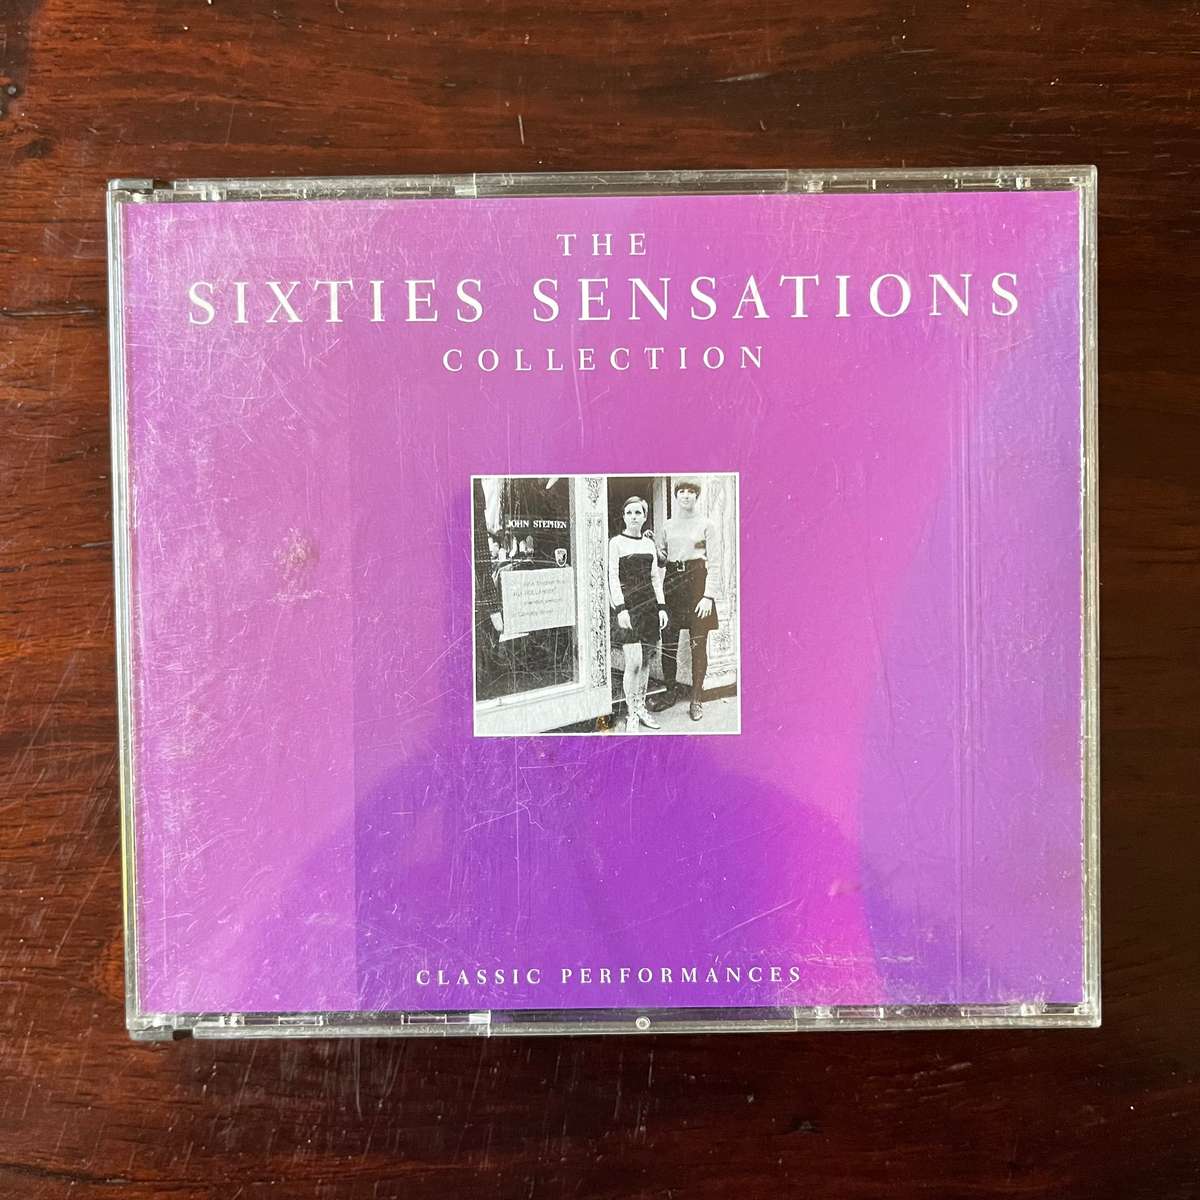 THE
SIXTIES SENSATIONS
COLLECTION
JOHN STEPHEN
CLASSIC PERFORMANCES